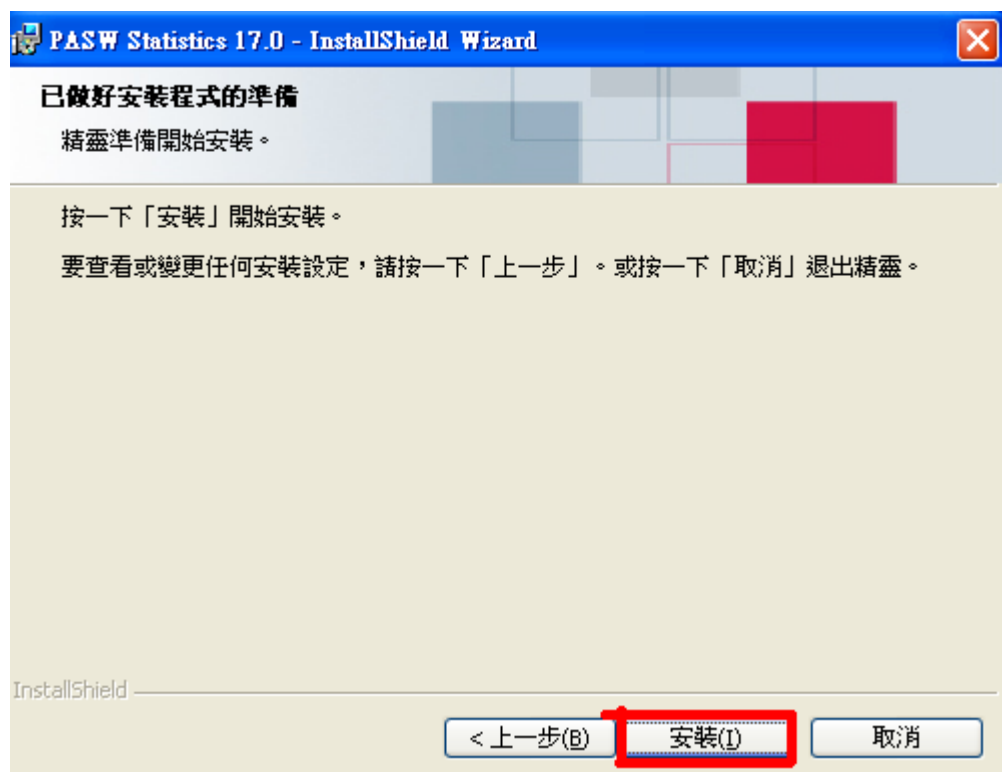 PASW Statistics 17.0 - InstallShield Wizard
已做好安裝程式的準備
精靈準備開始安裝。
按一下「安裝」開始安裝。
要查看或變更任何安裝設定，請按一下「上一步」。或按一下「取消」退出精靈。
InstallShield
< 上一步(B) 安裝(I) 取消